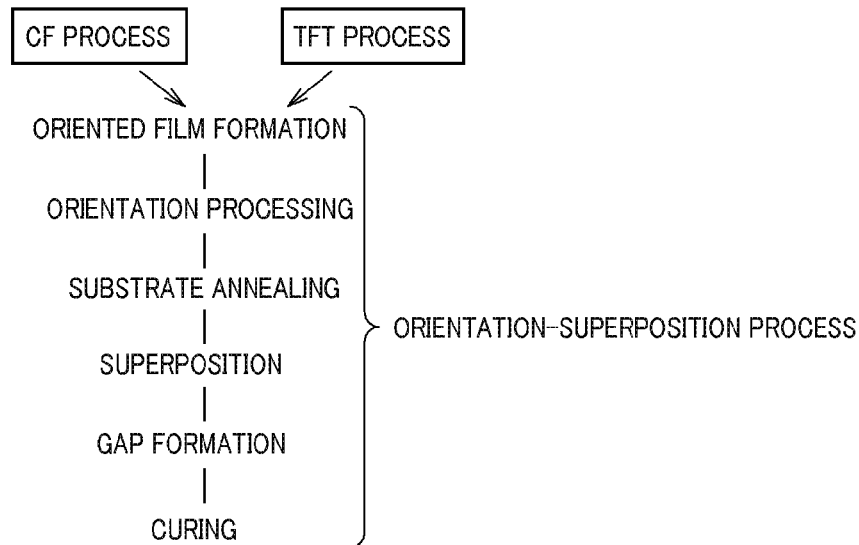 CF PROCESS
TFT PROCESS
ORIENTED FILM FORMATION
ORIENTATION PROCESSING
SUBSTRATE ANNEALING
ORIENTATION-SUPERPOSITION PROCESS
SUPERPOSITION
GAP FORMATION
CURING